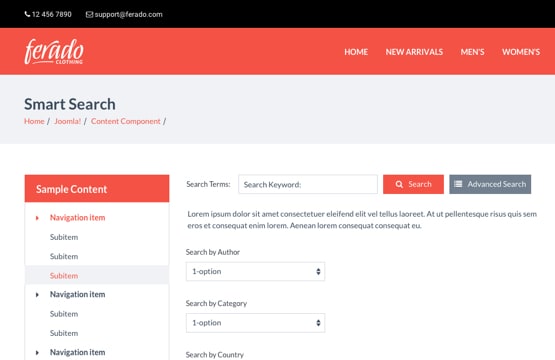 12 456 7890 support@ferado.com
ferado
CLOTHING
HOME NEW ARRIVALS MEN'S WOMEN'S
Smart Search
Home / Joomla! / Content Component /
Sample Content
Navigation item
Subitem
Subitem
Subitem
Navigation item
Subitem
Subitem
Navigation item
Search Terms: Search Keyword: Search Advanced Search
Lorem ipsum dolor sit amet consectetuer eleifend elit vel tellus laoreet. At ut pellentesque risus quis sem
eros et consequat enim lorem. Aenean lorem consequat consequat eu.
Search by Author
1-option
Search by Category
1-option
Search by Country